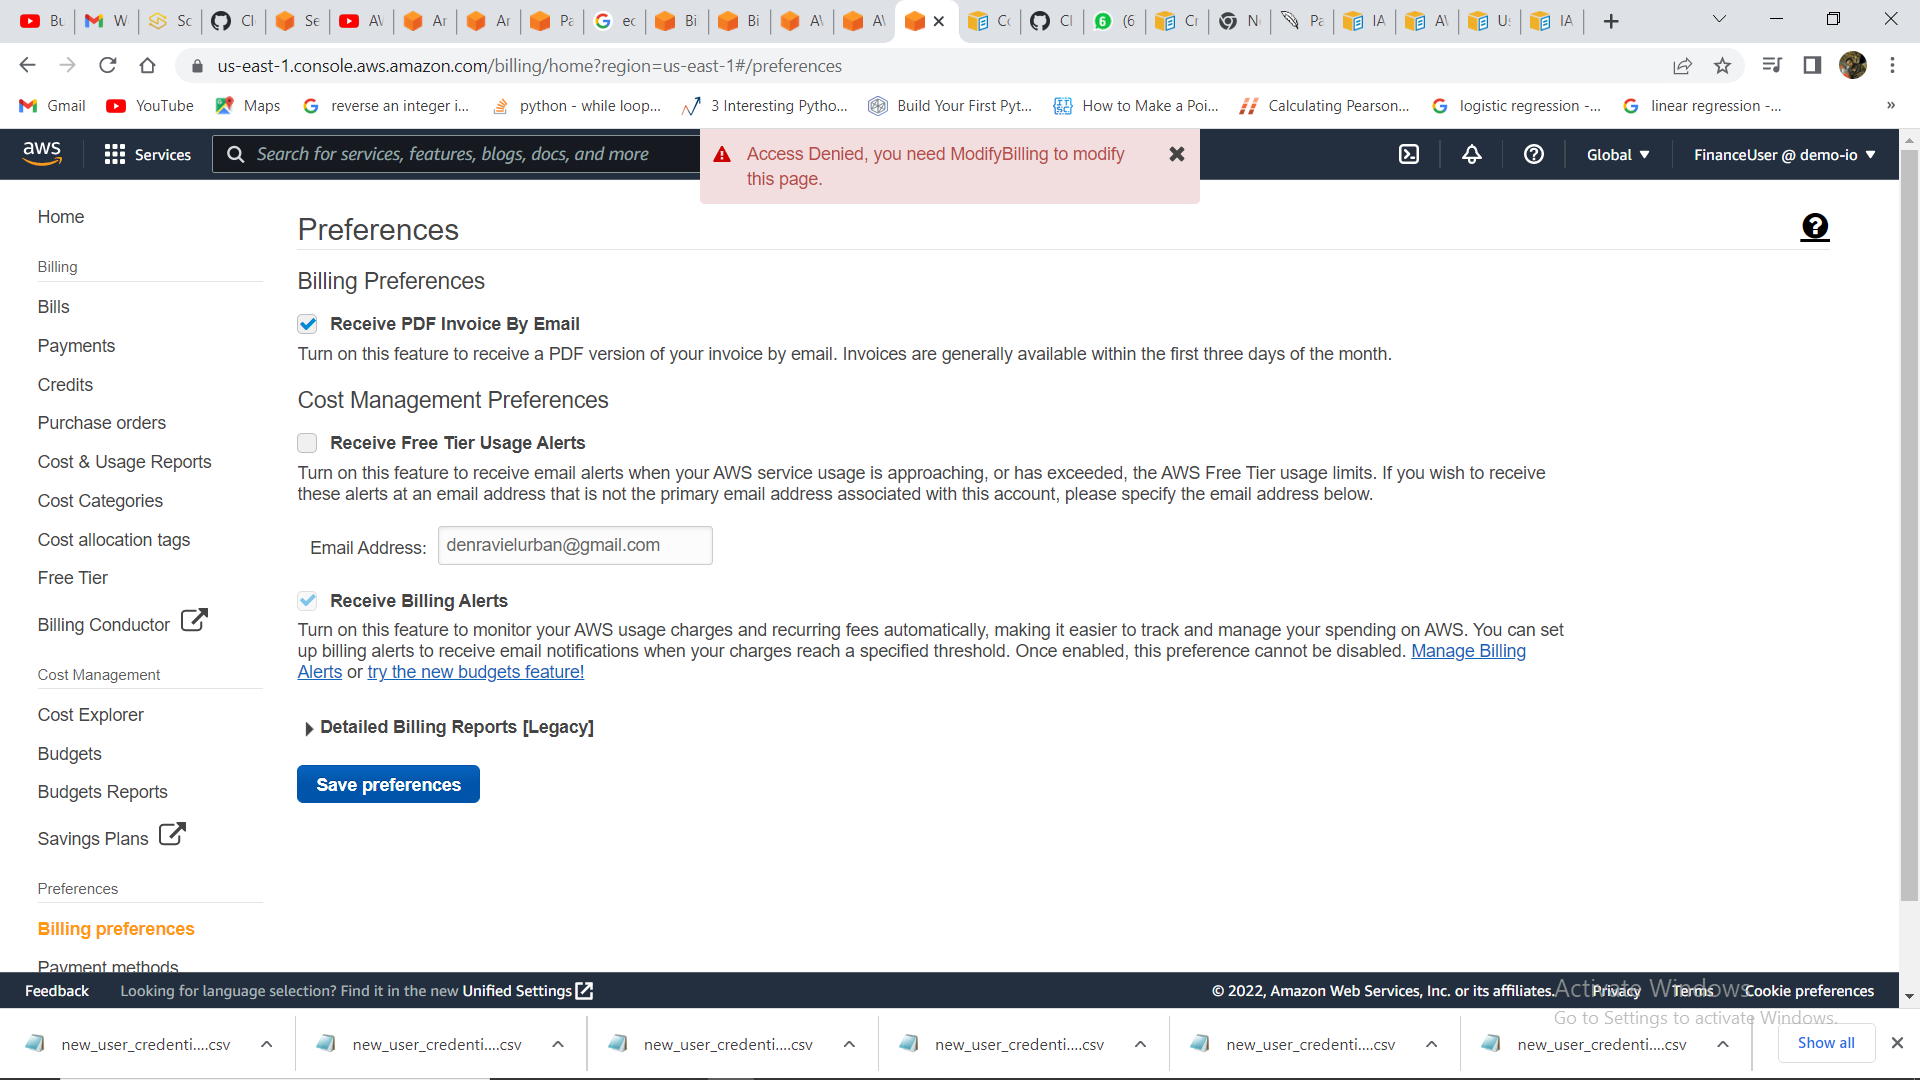 Bu
W
Sc
Cl
Se
AV
Ar
Ar
Pa
ec
Bi
Bi
AV
AV
Co
Cl
(6
Cr
N
Pa
IA
AV
Us
IA
us-east-1.console.aws.amazon.com/billing/home?region=us-east-1#/preferences
Gmail
YouTube
Maps
reverse an integer i...
python - while loop...
3 Interesting Pytho...
Build Your First Pyt...
How to Make a Poi...
Calculating Pearson...
logistic regression -...
linear regression -...
»
aws
Services
Search for services, features, blogs, docs, and more
Access Denied, you need ModifyBilling to modify
this page.
Global
FinanceUser @ demo-io
Home
Billing
Bills
Payments
Credits
Purchase orders
Cost & Usage Reports
Cost Categories
Cost allocation tags
Free Tier
Billing Conductor
Cost Management
Cost Explorer
Budgets
Budgets Reports
Savings Plans
Preferences
Billing preferences
Payment methods
Preferences
Billing Preferences
Receive PDF Invoice By Email
Turn on this feature to receive a PDF version of your invoice by email. Invoices are generally available within the first three days of the month.
Cost Management Preferences
Receive Free Tier Usage Alerts
Turn on this feature to receive email alerts when your AWS service usage is approaching, or has exceeded, the AWS Free Tier usage limits. If you wish to receive
these alerts at an email address that is not the primary email address associated with this account, please specify the email address below.
Email Address: denravielurban@gmail.com
Receive Billing Alerts
Turn on this feature to monitor your AWS usage charges and recurring fees automatically, making it easier to track and manage your spending on AWS. You can set
up billing alerts to receive email notifications when your charges reach a specified threshold. Once enabled, this preference cannot be disabled. Manage Billing
Alerts or try the new budgets feature!
Detailed Billing Reports [Legacy]
Save preferences
Feedback
Looking for language selection? Find it in the new Unified Settings
© 2022, Amazon Web Services, Inc. or its affiliates.
Privacy
Terms
Cookie preferences
Activate Windows
Go to Settings to activate Windows.
new_user_credenti....csv
new_user_credenti....csv
new_user_credenti....csv
new_user_credenti....csv
new_user_credenti....csv
new_user_credenti....csv
Show all